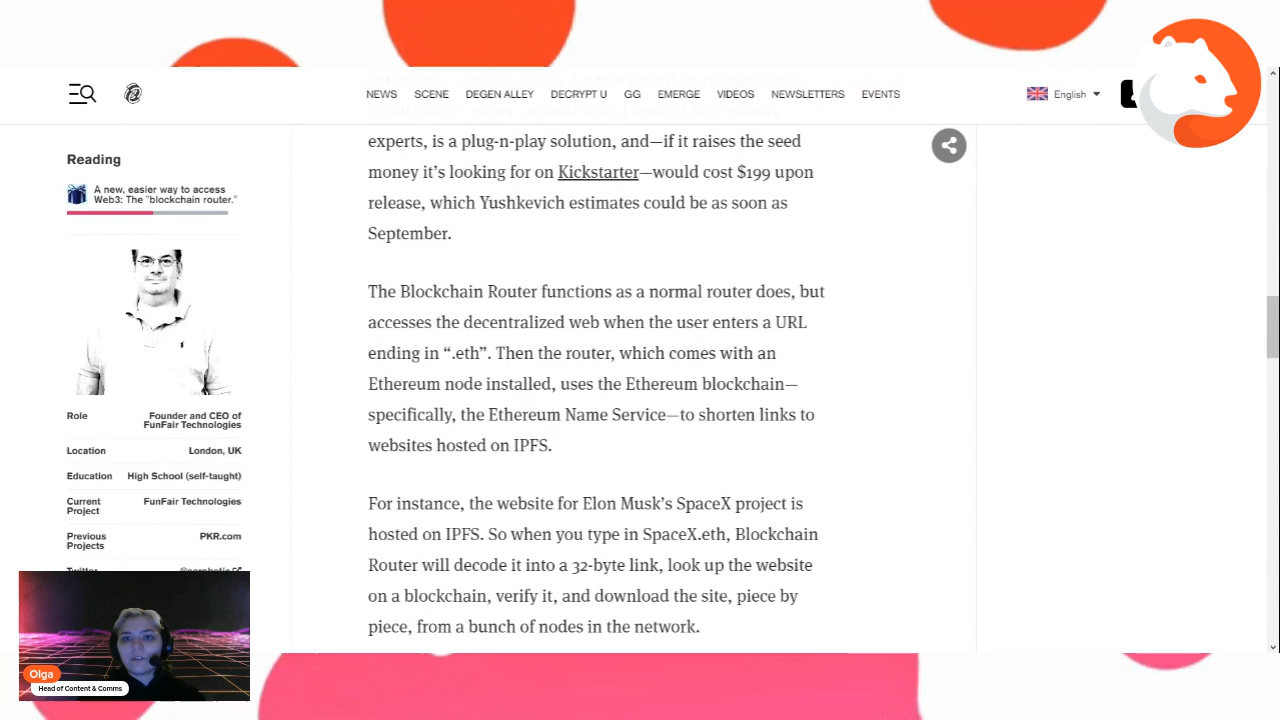 NEWS SCENE DEGEN ALLEY DECRYPT U GG EMERGE VIDEOS NEWSLETTERS EVENTS
English
Reading
A new, easier way to access
Web3: The "blockchain router."
Role Founder and CEO of
FunFair Technologies
Location London, UK
Education High School (self-taught)
Current FunFair Technologies
Project
Previous PKR.com
Projects
Twitter
experts, is a plug-n-play solution, and—if it raises the seed
money it’s looking for on Kickstarter—would cost $199 upon
release, which Yushkevich estimates could be as soon as
September.
The Blockchain Router functions as a normal router does, but
accesses the decentralized web when the user enters a URL
ending in “.eth”. Then the router, which comes with an
Ethereum node installed, uses the Ethereum blockchain—
specifically, the Ethereum Name Service—to shorten links to
websites hosted on IPFS.
For instance, the website for Elon Musk’s SpaceX project is
hosted on IPFS. So when you type in SpaceX.eth, Blockchain
Router will decode it into a 32-byte link, look up the website
on a blockchain, verify it, and download the site, piece by
piece, from a bunch of nodes in the network.
Olga
Head of Content & Comms